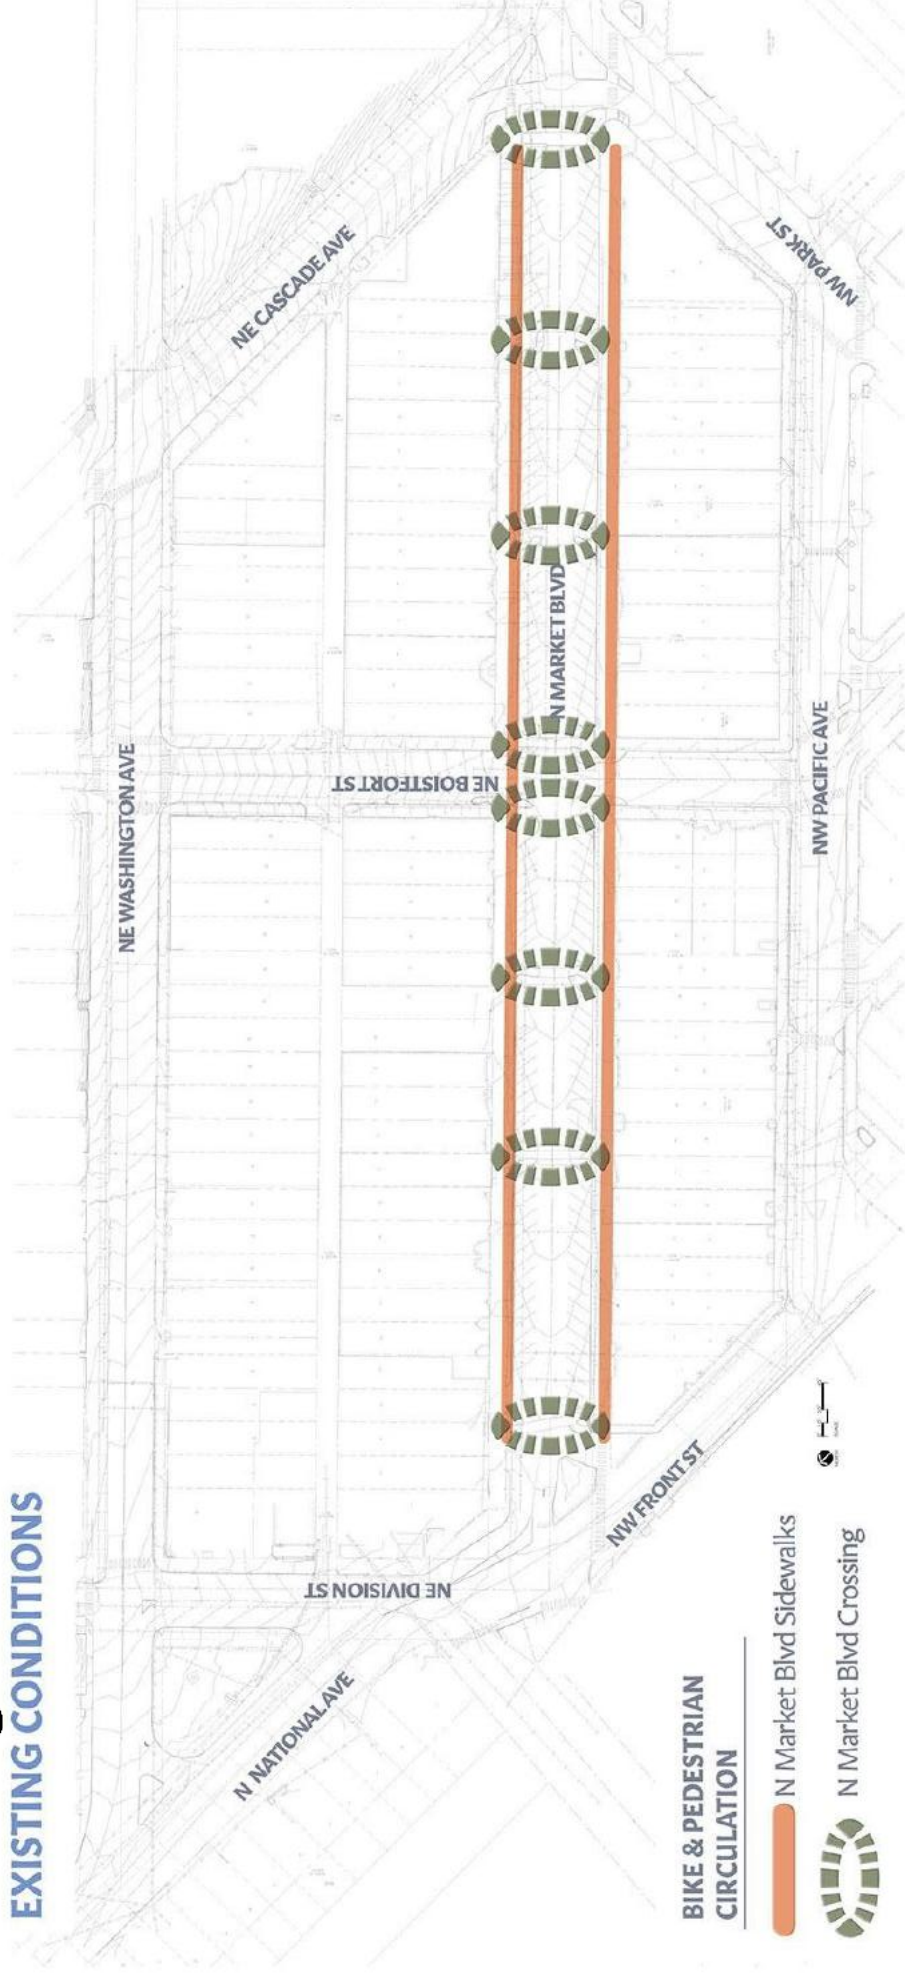 EXISTING CONDITIONS
NE CASCADE AVE
NW PARK ST
NE WASHINGTON AVE
NE BOISTFORT ST
N MARKET BLVD
NW PACIFIC AVE
NE DIVISION ST
NW FRONT ST
N NATIONAL AVE
BIKE & PEDESTRIAN
CIRCULATION
N Market Blvd Sidewalks
N Market Blvd Crossing